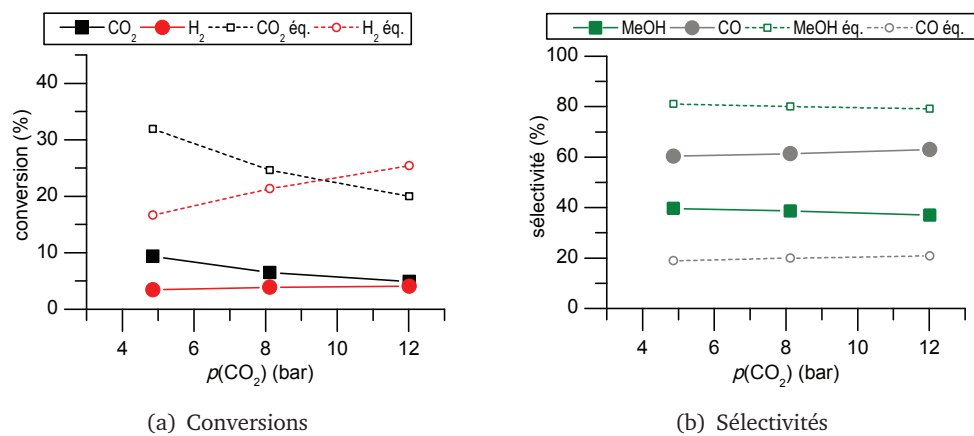 CO₂ H₂ CO₂ éq. H₂ éq.
40
30
20
10
0
conversion (%)
4 6 8 10 12
p(CO₂) (bar)
(a) Conversions
MeOH CO MeOH éq. CO éq.
100
80
60
40
20
0
sélectivité (%)
4 6 8 10 12
p(CO₂) (bar)
(b) Sélectivités